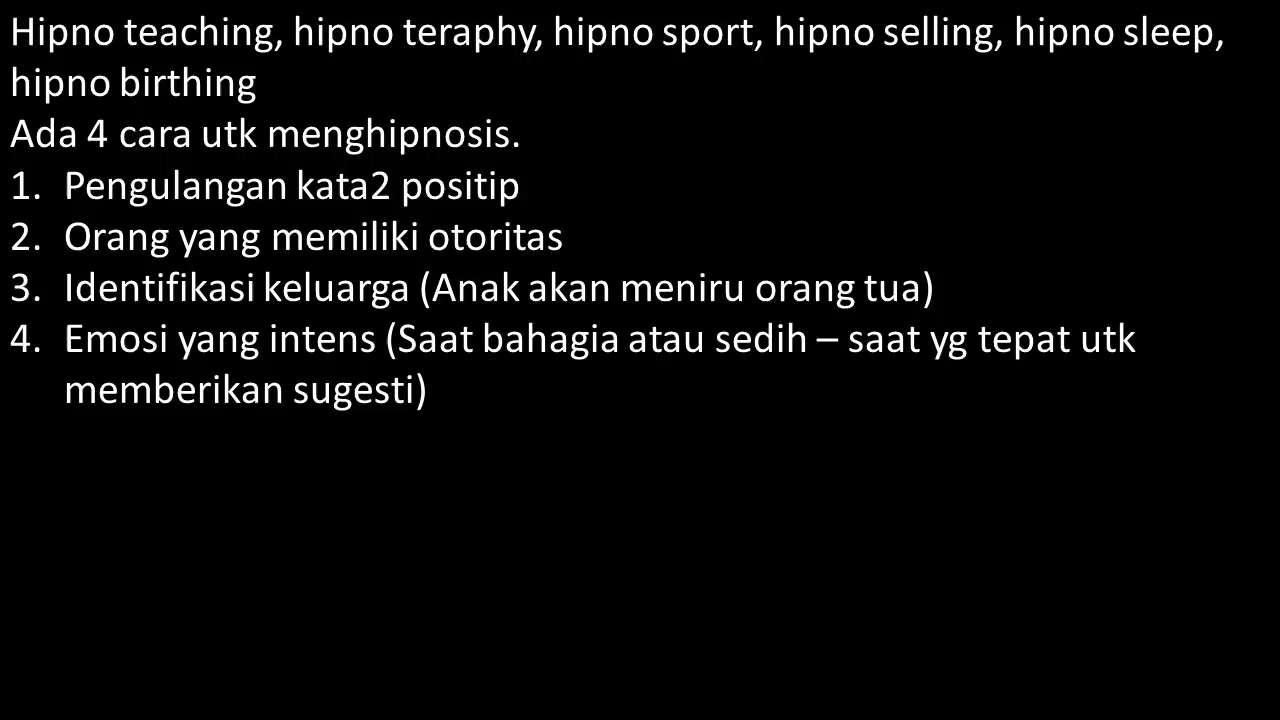 Hipno teaching, hipno teraphy, hipno sport, hipno selling, hipno sleep,
hipno birthing
Ada 4 cara utk menghipnosis.
1. Pengulangan kata2 positip
2. Orang yang memiliki otoritas
3. Identifikasi keluarga (Anak akan meniru orang tua)
4. Emosi yang intens (Saat bahagia atau sedih – saat yg tepat utk
memberikan sugesti)